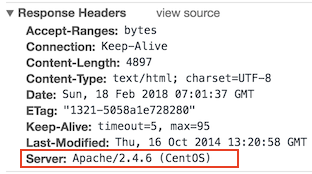 ▼ Response Headers view source
Accept-Ranges: bytes
Connection: Keep-Alive
Content-Length: 4897
Content-Type: text/html; charset=UTF-8
Date: Sun, 18 Feb 2018 07:01:37 GMT
ETag: "1321-5058a1e728280"
Keep-Alive: timeout=5, max=95
Last-Modified: Thu, 16 Oct 2014 13:20:58 GMT
Server: Apache/2.4.6 (CentOS)